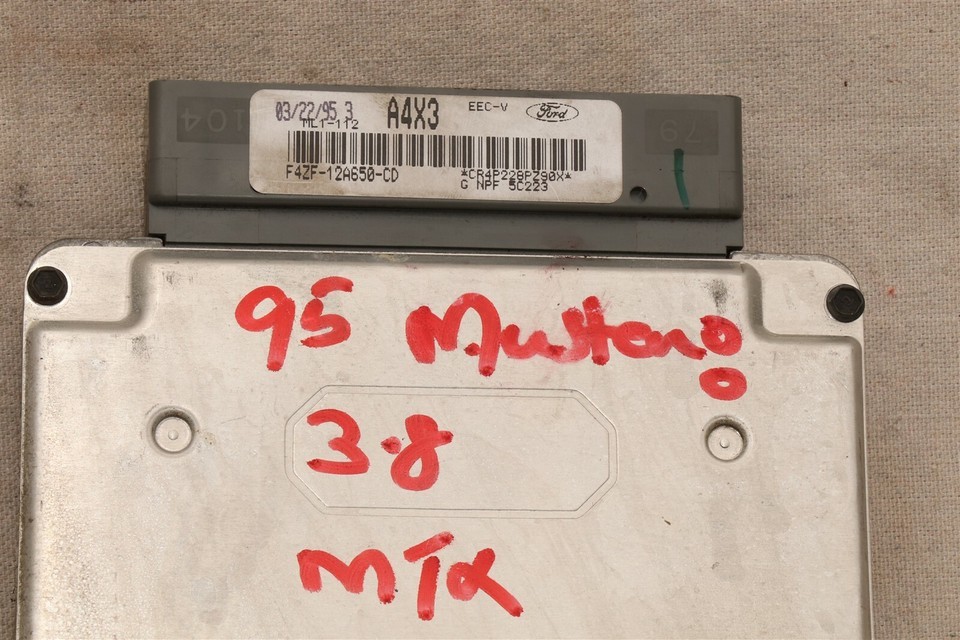 03/22/95 3 A4X3 EEC-V Ford
ML1-112
F4ZF-12A650-CD *CR4P228PZ90X*
G NPF 5C223
104
79
95 Mustang
3.8
M/TX